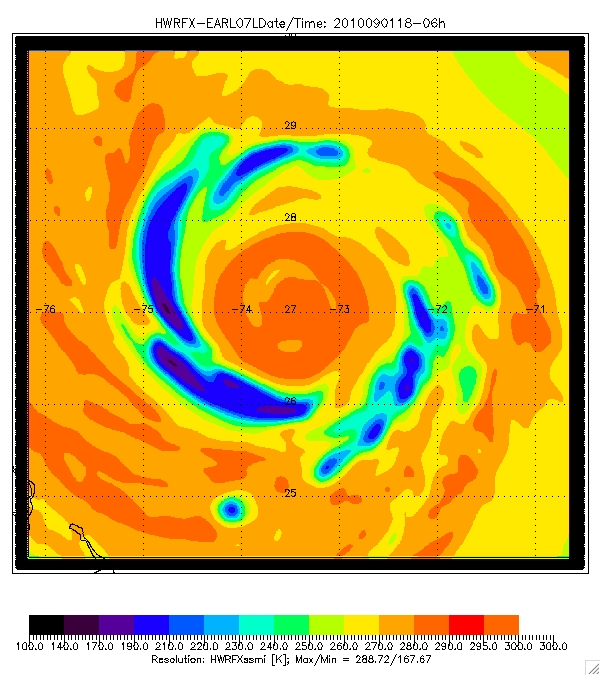 HWRFX-EARL07LDate/Time: 2010090118-06h
29
28
-76 -75 -74 27 -73 -72 -71
26
25
100.0 140.0 170.0 190.0 210.0 220.0 230.0 240.0 250.0 260.0 270.0 280.0 290.0 295.0 300.0 300.0
Resolution: HWRFXssmi [K]; Max/Min = 288.72/167.67